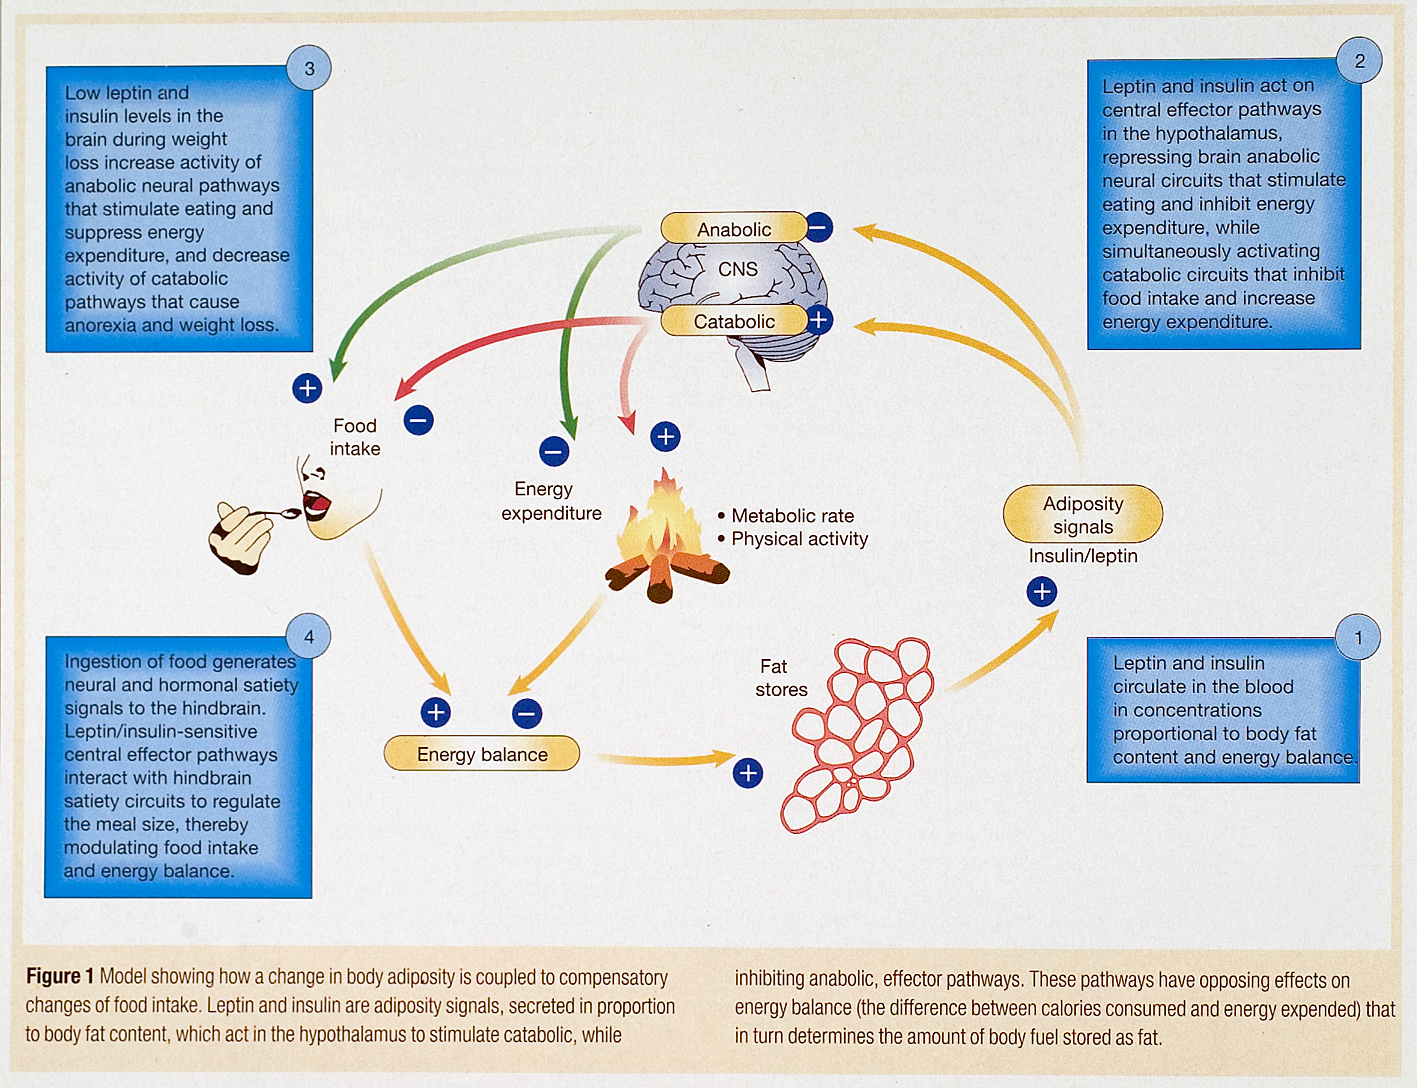 3
Low leptin and
insulin levels in the
brain during weight
loss increase activity of
anabolic neural pathways
that stimulate eating and
suppress energy
expenditure, and decrease
activity of catabolic
pathways that cause
anorexia and weight loss.
2
Leptin and insulin act on
central effector pathways
in the hypothalamus,
repressing brain anabolic
neural circuits that stimulate
eating and inhibit energy
expenditure, while
simultaneously activating
catabolic circuits that inhibit
food intake and increase
energy expenditure.
Anabolic −
CNS
Catabolic +
+
Food
intake
−
−
Energy
expenditure
+
• Metabolic rate
• Physical activity
Adiposity
signals
Insulin/leptin
+
4
Ingestion of food generates
neural and hormonal satiety
signals to the hindbrain.
Leptin/insulin-sensitive
central effector pathways
interact with hindbrain
satiety circuits to regulate
the meal size, thereby
modulating food intake
and energy balance.
+ −
Energy balance
+
Fat
stores
1
Leptin and insulin
circulate in the blood
in concentrations
proportional to body fat
content and energy balance.
Figure 1 Model showing how a change in body adiposity is coupled to compensatory
changes of food intake. Leptin and insulin are adiposity signals, secreted in proportion
to body fat content, which act in the hypothalamus to stimulate catabolic, while
inhibiting anabolic, effector pathways. These pathways have opposing effects on
energy balance (the difference between calories consumed and energy expended) that
in turn determines the amount of body fuel stored as fat.